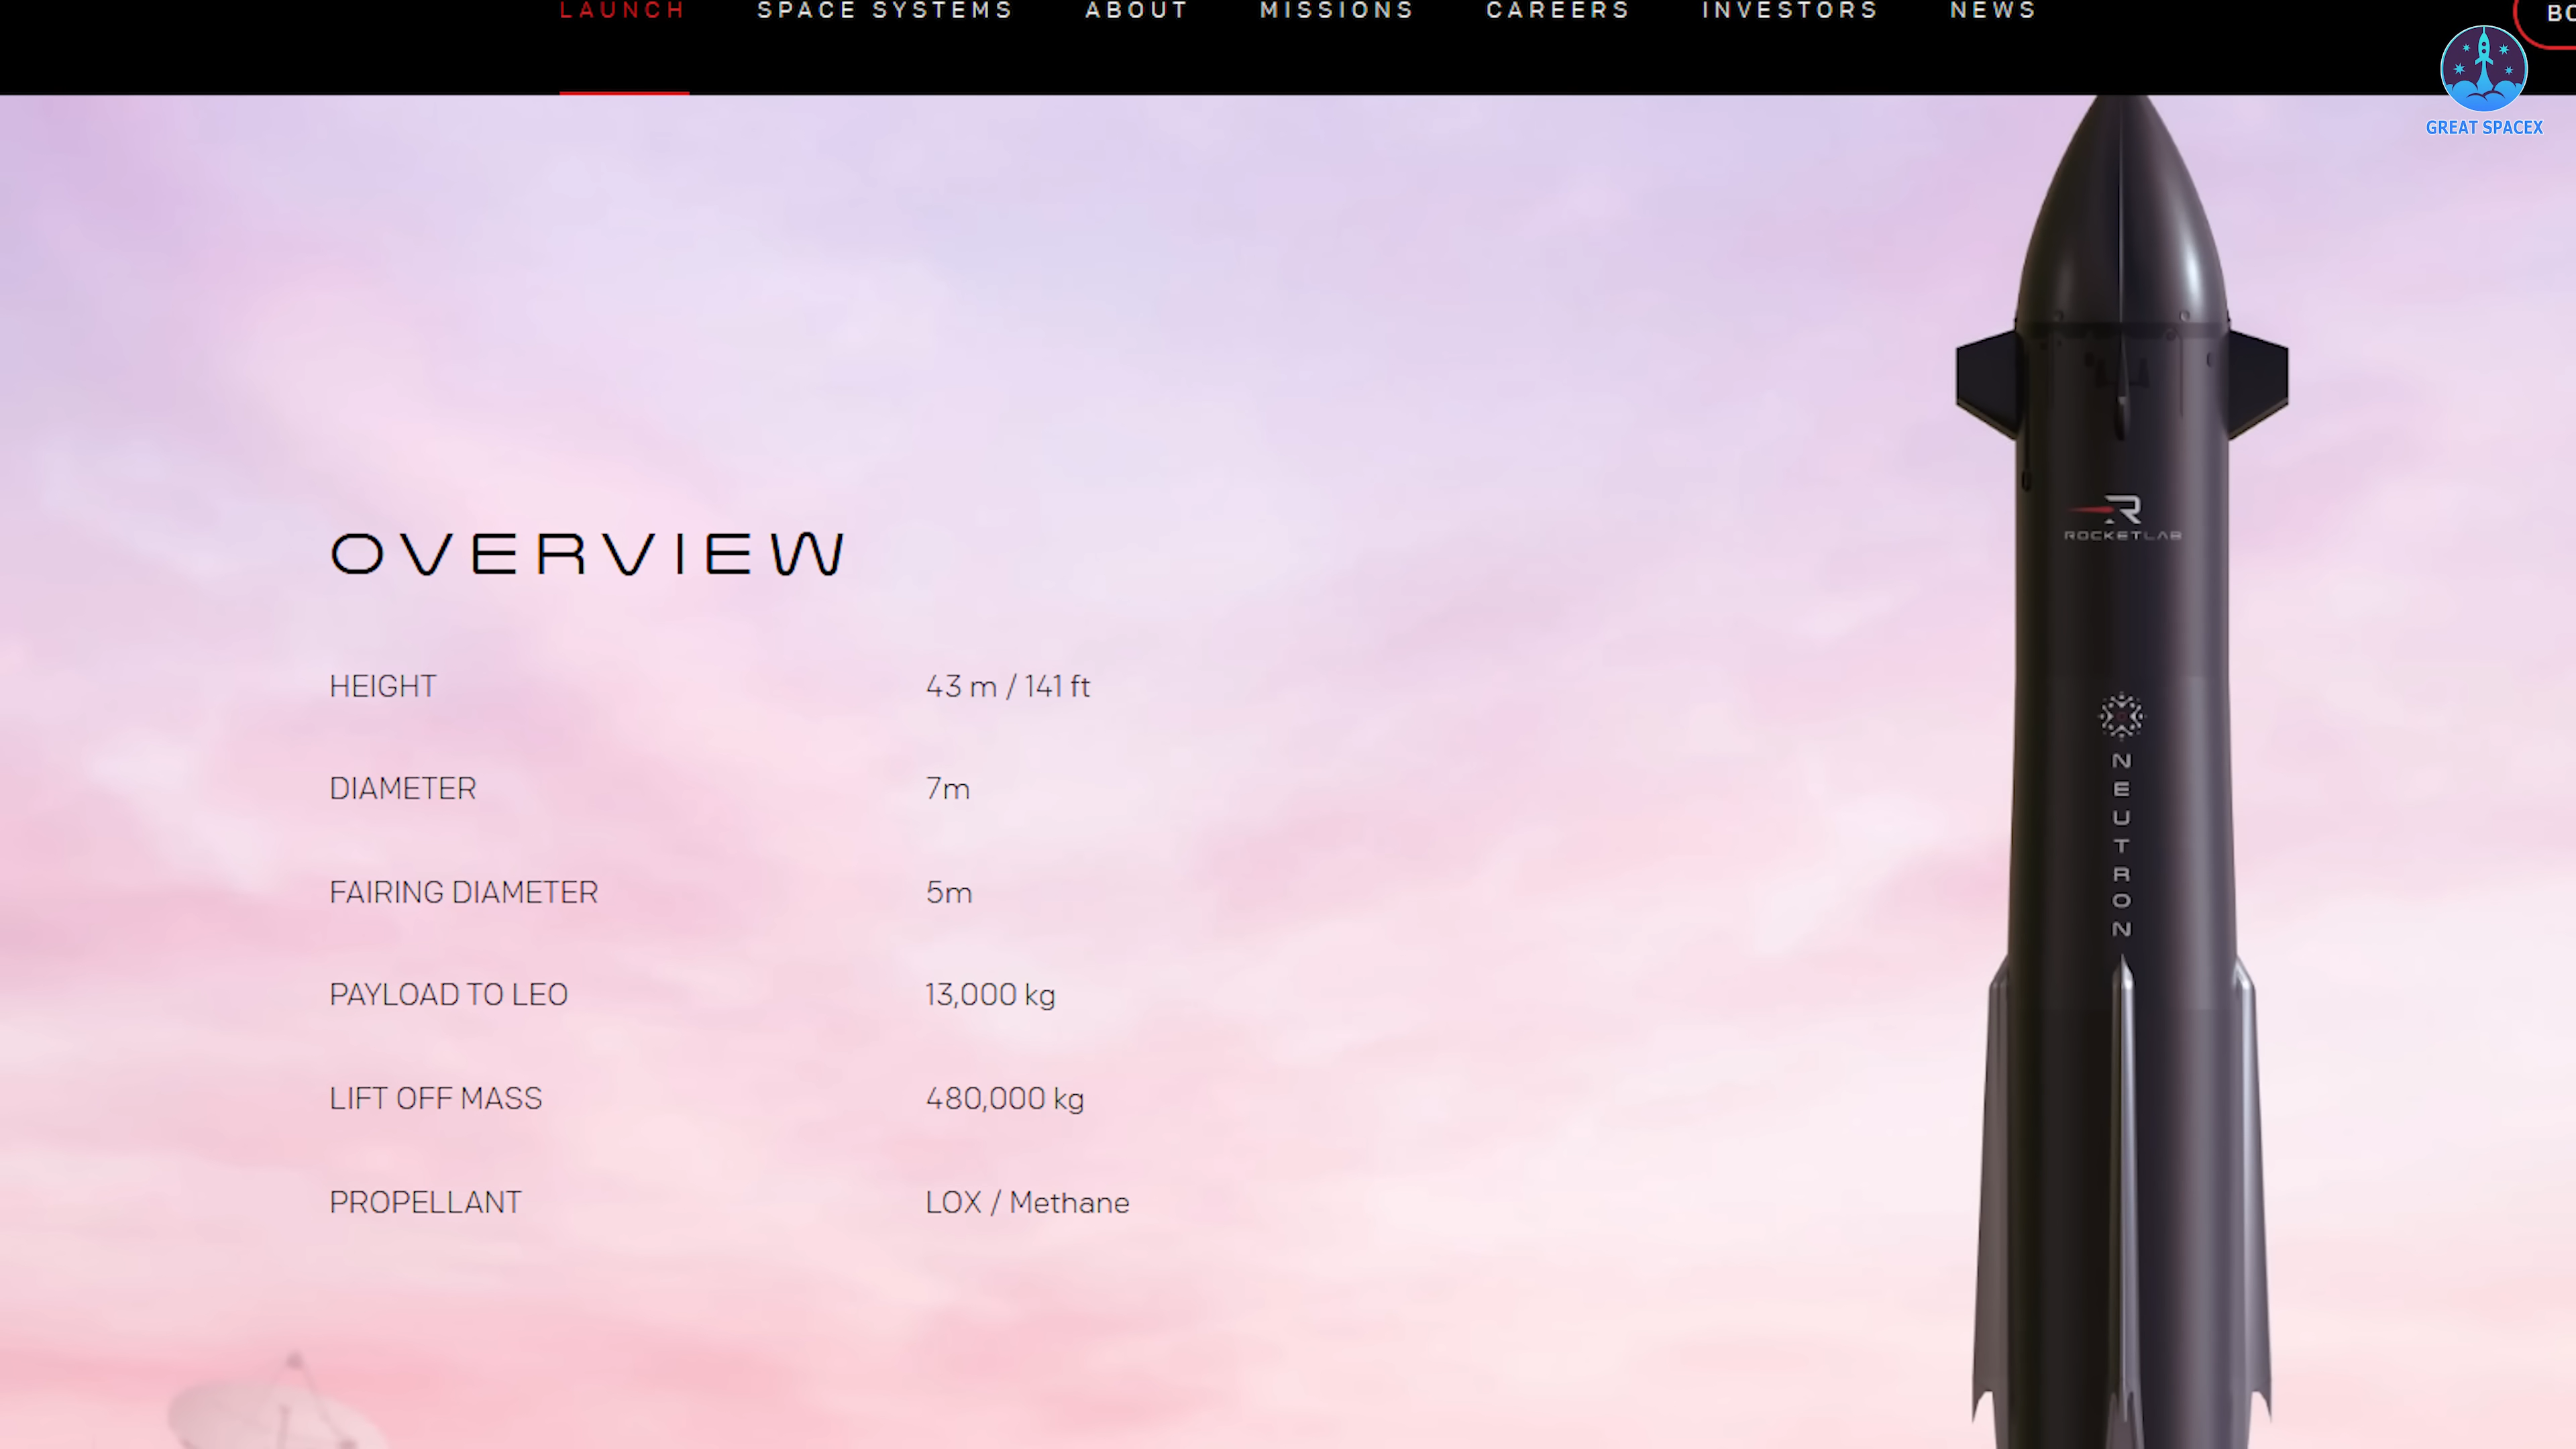 LAUNCH SPACE SYSTEMS ABOUT MISSIONS CAREERS INVESTORS NEWS
GREAT SPACEX
ROCKETLAB
OVERVIEW
HEIGHT 43 m / 141 ft
DIAMETER 7m
FAIRING DIAMETER 5m
PAYLOAD TO LEO 13,000 kg
LIFT OFF MASS 480,000 kg
PROPELLANT LOX / Methane
NEUTRON